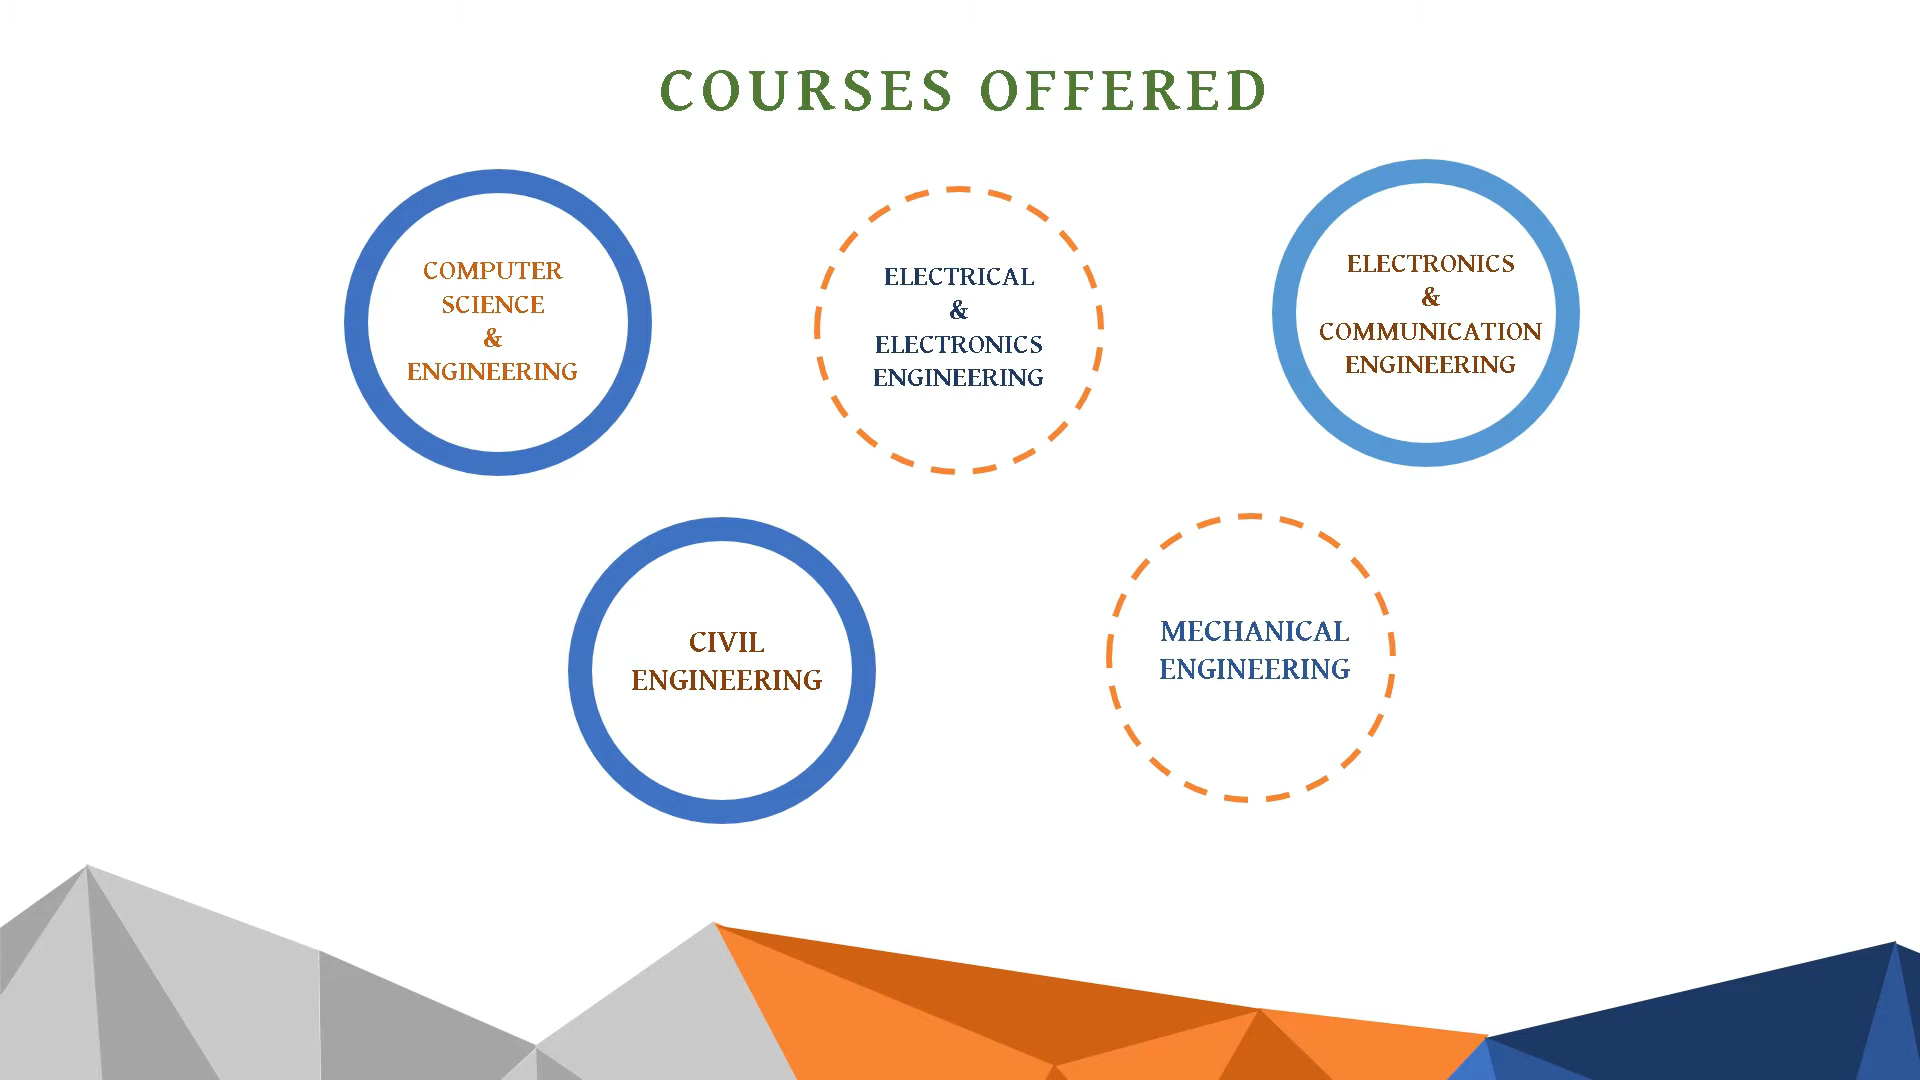 COURSES OFFERED
COMPUTER
SCIENCE
&
ENGINEERING
ELECTRICAL
&
ELECTRONICS
ENGINEERING
ELECTRONICS
&
COMMUNICATION
ENGINEERING
CIVIL
ENGINEERING
MECHANICAL
ENGINEERING